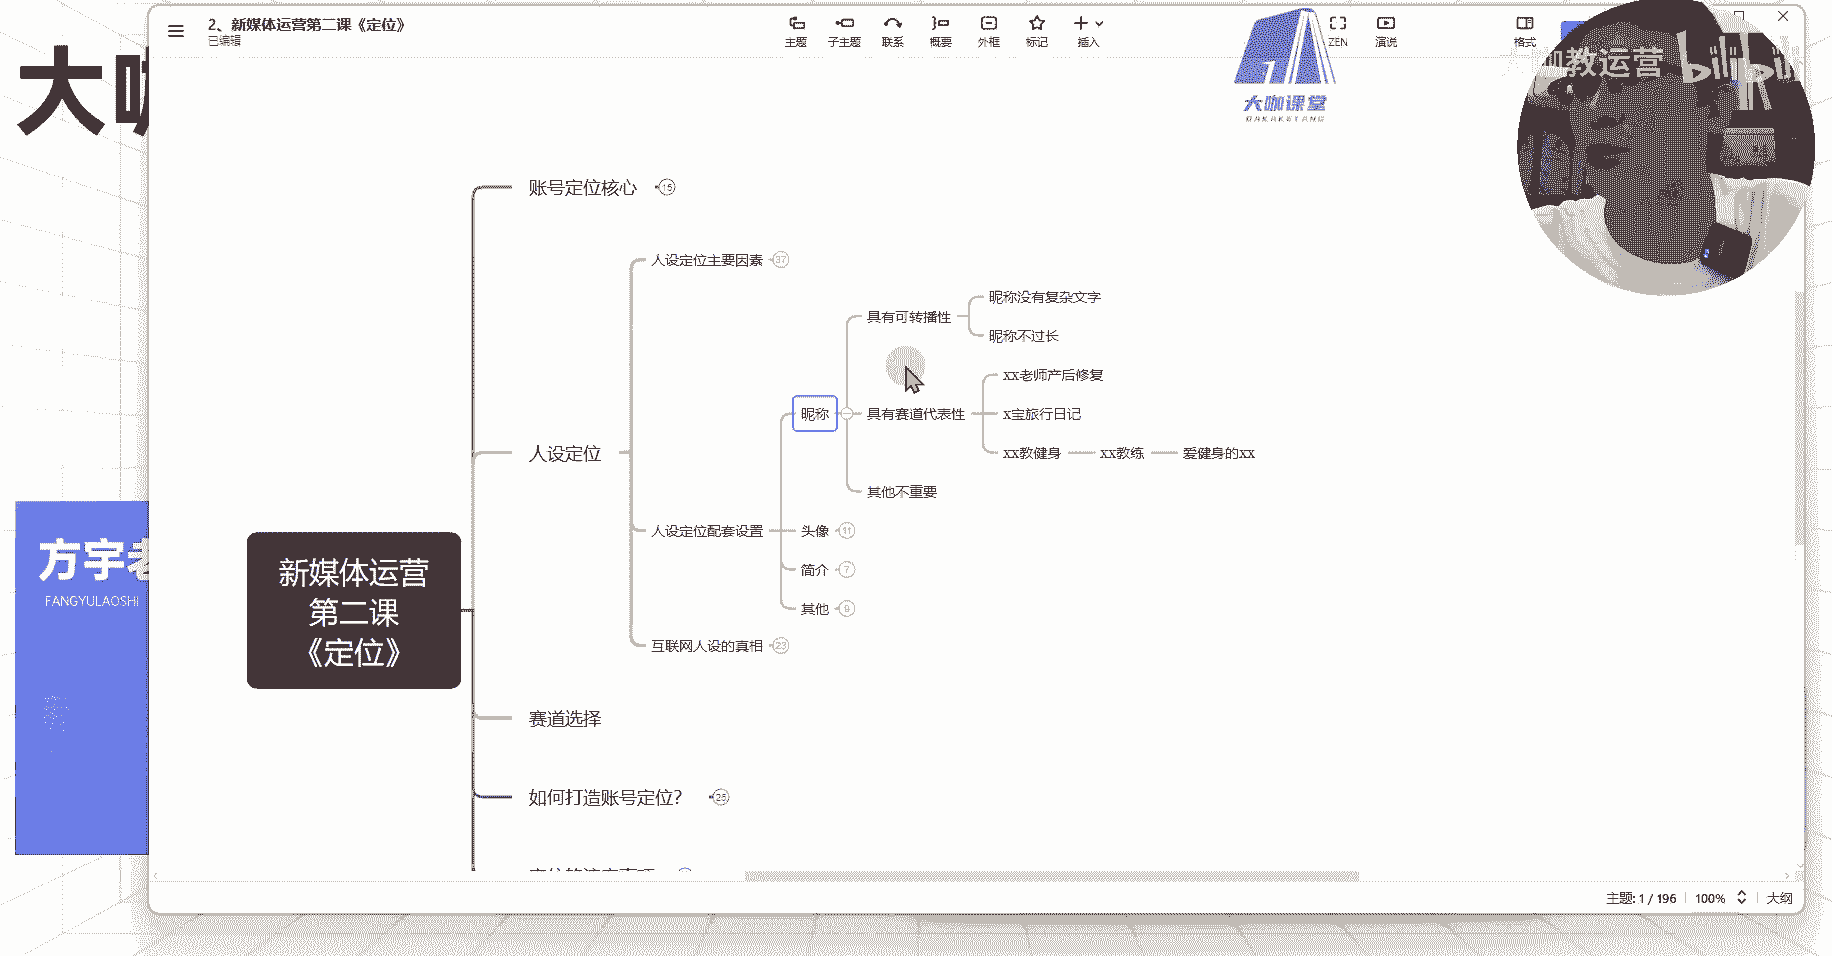 2、新媒体运营第二课《定位》
已编辑
主题
子主题
联系
概要
外框
标记
插入
ZEN
演说
格式
大咖教运营
bilibili
大咖课堂
DAKAKETANG
大咖
账号定位核心
15
人设定位主要因素
37
昵称没有复杂文字
具有可转播性
昵称不过长
xx老师产后修复
昵称
具有赛道代表性
x宝旅行日记
人设定位
xx教健身
xx教练
爱健身的xx
其他不重要
人设定位配套设置
头像
11
简介
7
其他
9
互联网人设的真相
23
新媒体运营
第二课
《定位》
方宇老
FANGYULAOSHI
赛道选择
如何打造账号定位？
25
主题: 1 / 196
100%
大纲